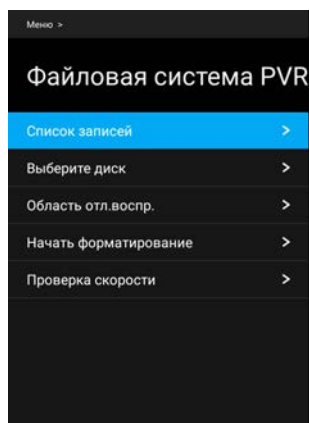 Меню >
Файловая система PVR
Список записей >
Выберите диск >
Область отл.воспр. >
Начать форматирование >
Проверка скорости >